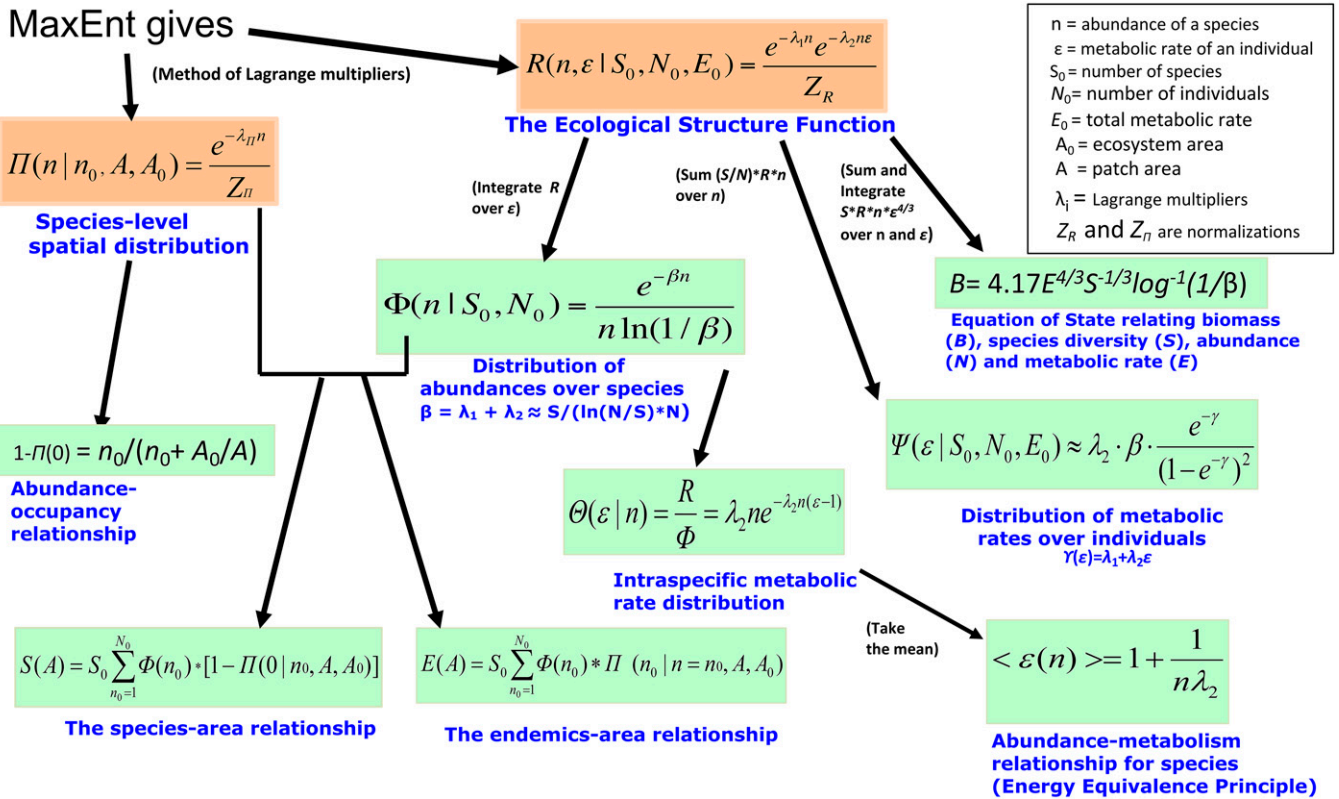 MaxEnt gives
(Method of Lagrange multipliers)
R(n, ε | S₀, N₀, E₀) = e^{-λ₁n} e^{-λ₂nε} / Z_R
The Ecological Structure Function
n = abundance of a species
ε = metabolic rate of an individual
S₀ = number of species
N₀= number of individuals
E₀ = total metabolic rate
A₀ = ecosystem area
A = patch area
λᵢ = Lagrange multipliers
Z_R and Z_Π are normalizations
Π(n | n₀, A, A₀) = e^{-λ_Π n} / Z_Π
Species-level
spatial distribution
(Integrate R
over ε)
(Sum (S/N)*R*n
over n)
(Sum and
Integrate
S*R*n*ε^{4/3}
over n and ε)
Φ(n | S₀, N₀) = e^{-βn} / (n ln(1 / β))
Distribution of
abundances over species
β = λ₁ + λ₂ ≈ S/(ln(N/S)*N)
B= 4.17E^{4/3}S^{-1/3}log^{-1}(1/β)
Equation of State relating biomass
(B), species diversity (S), abundance
(N) and metabolic rate (E)
1-Π(0) = n₀/(n₀+ A₀/A)
Abundance-
occupancy
relationship
Θ(ε | n) = R / Φ = λ₂ne^{-λ₂n(ε-1)}
Intraspecific metabolic
rate distribution
Ψ(ε | S₀, N₀, E₀) ≈ λ₂ · β · e^{-γ} / (1-e^{-γ})²
Distribution of metabolic
rates over individuals
γ(ε)=λ₁+λ₂ε
S(A) = S₀ ∑_{n₀=1}^{N₀} Φ(n₀)*[1-Π(0 | n₀, A, A₀)]
The species-area relationship
E(A) = S₀ ∑_{n₀=1}^{N₀} Φ(n₀)* Π (n₀ | n = n₀, A, A₀)
The endemics-area relationship
(Take
the mean)
< ε(n) >= 1 + 1 / (nλ₂)
Abundance-metabolism
relationship for species
(Energy Equivalence Principle)